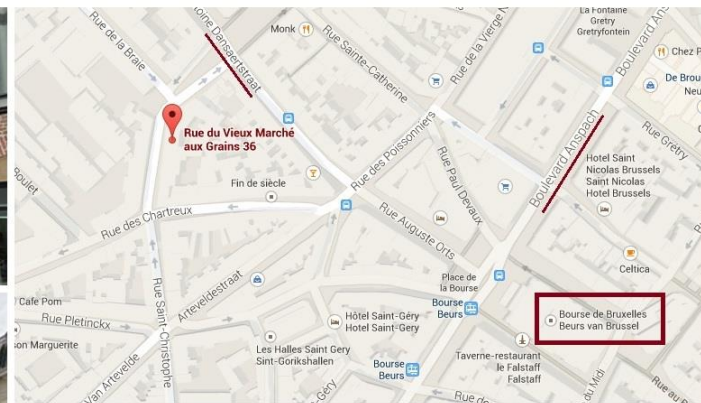 La Fontaine
Gretry
Gretryfontein
Monk
Rue de la Braie
oine Dansaertstraat
Rue Sainte-Catherine
Rue de la Vierge N
Boulevard Ans
Chez P
De Brou
Neu
Rue du Vieux Marché
aux Grains 36
Rue des Poissonniers
Boulevard Anspach
Rue Grétry
Hotel Saint
Nicolas Brussels
Saint Nicolas
Hotel Brussels
Fin de siècle
Rue Paul Devaux
Rue des Chartreux
Rue Auguste Orts
Celtica
Place de
la Bourse
Arteveldestraat
Bourse
Beurs
Cafe Pom
Rue Pletinckx
Rue Saint-Christophe
Hôtel Saint-Géry
Hotel Saint-Gery
Bourse de Bruxelles
Beurs van Brussel
son Marguerite
Les Halles Saint Gery
Sint-Gorikshallen
Taverne-restaurant
le Falstaff
Falstaff
Van Artevelde
Bourse
Beurs
-Géry
du Midi
Rue au